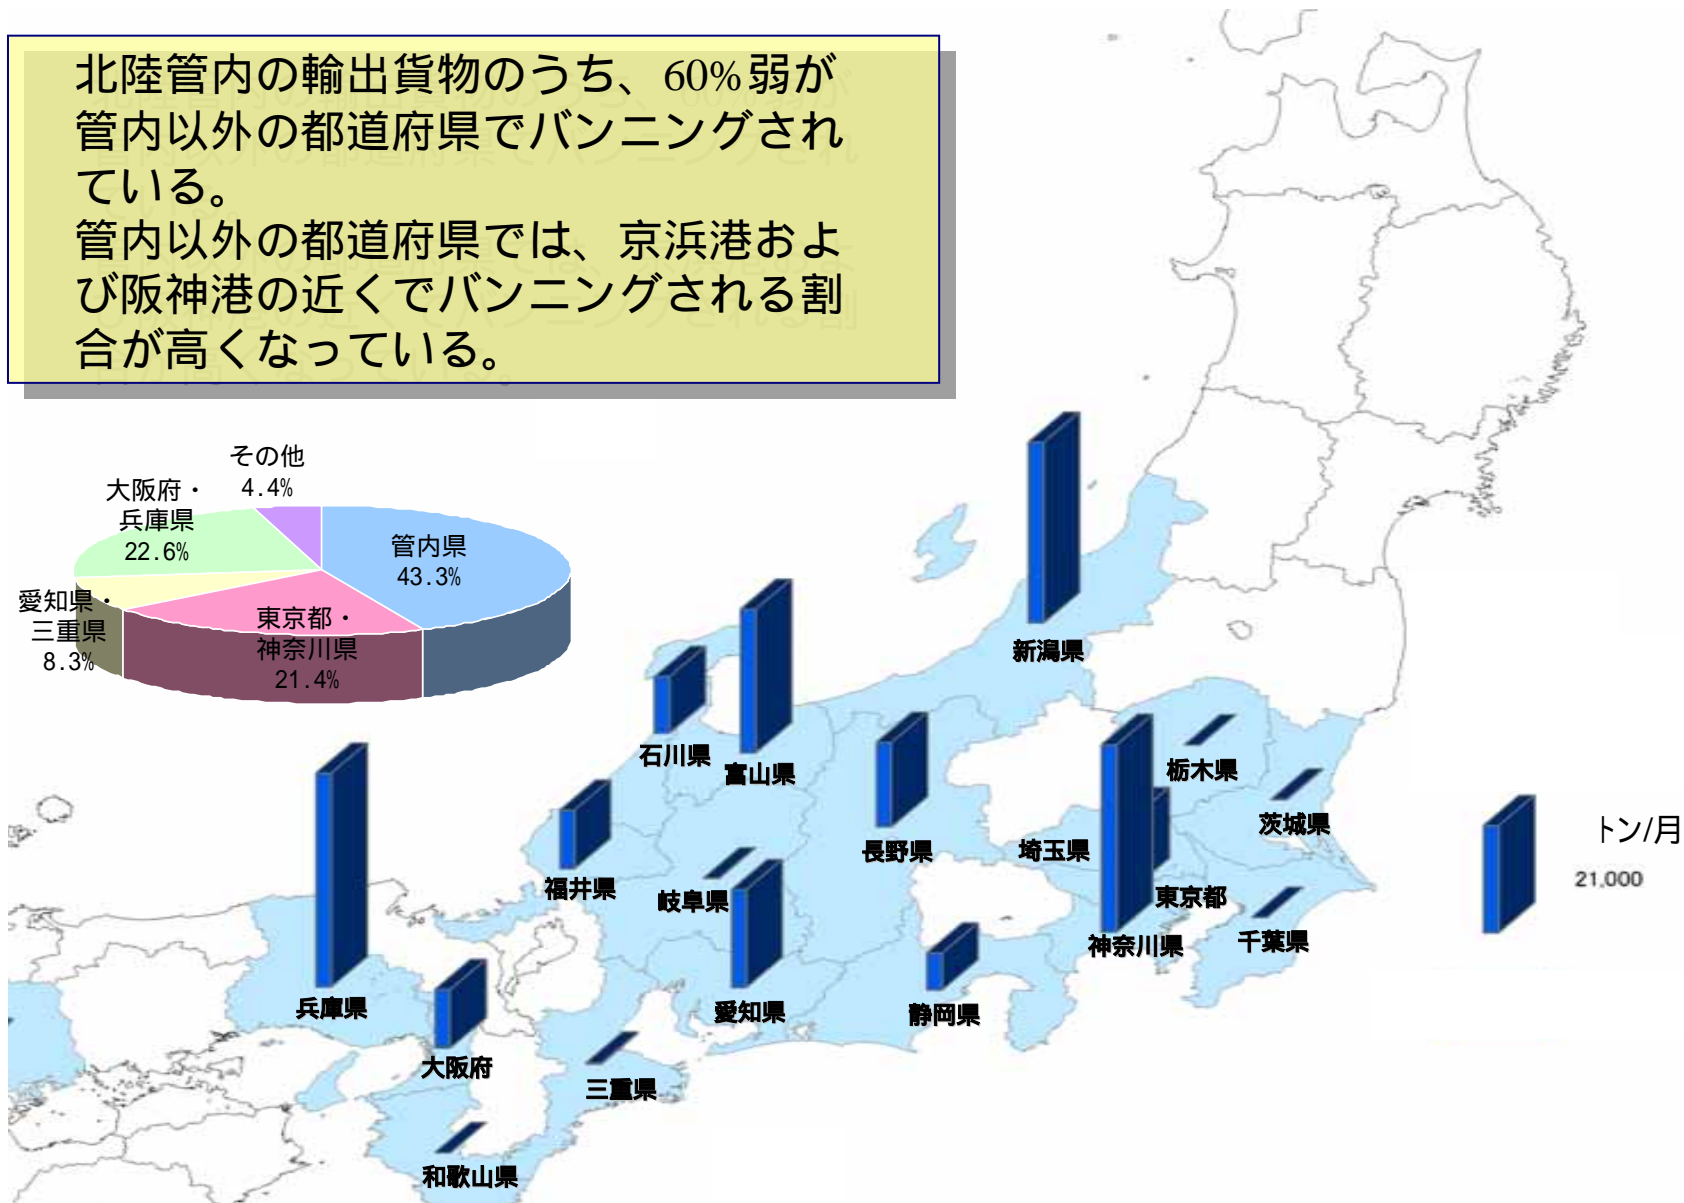 北陸管内の輸出貨物のうち、60%弱が
管内以外の都道府県でバンニングされ
ている。
管内以外の都道府県では、京浜港およ
び阪神港の近くでバンニングされる割
合が高くなっている。
その他
4.4%
大阪府・
兵庫県
22.6%
管内県
43.3%
愛知県・
三重県
8.3%
東京都・
神奈川県
21.4%
新潟県
石川県
富山県
栃木県
茨城県
長野県
埼玉県
福井県
岐阜県
東京都
神奈川県
千葉県
兵庫県
愛知県
静岡県
大阪府
三重県
和歌山県
トン/月
21,000